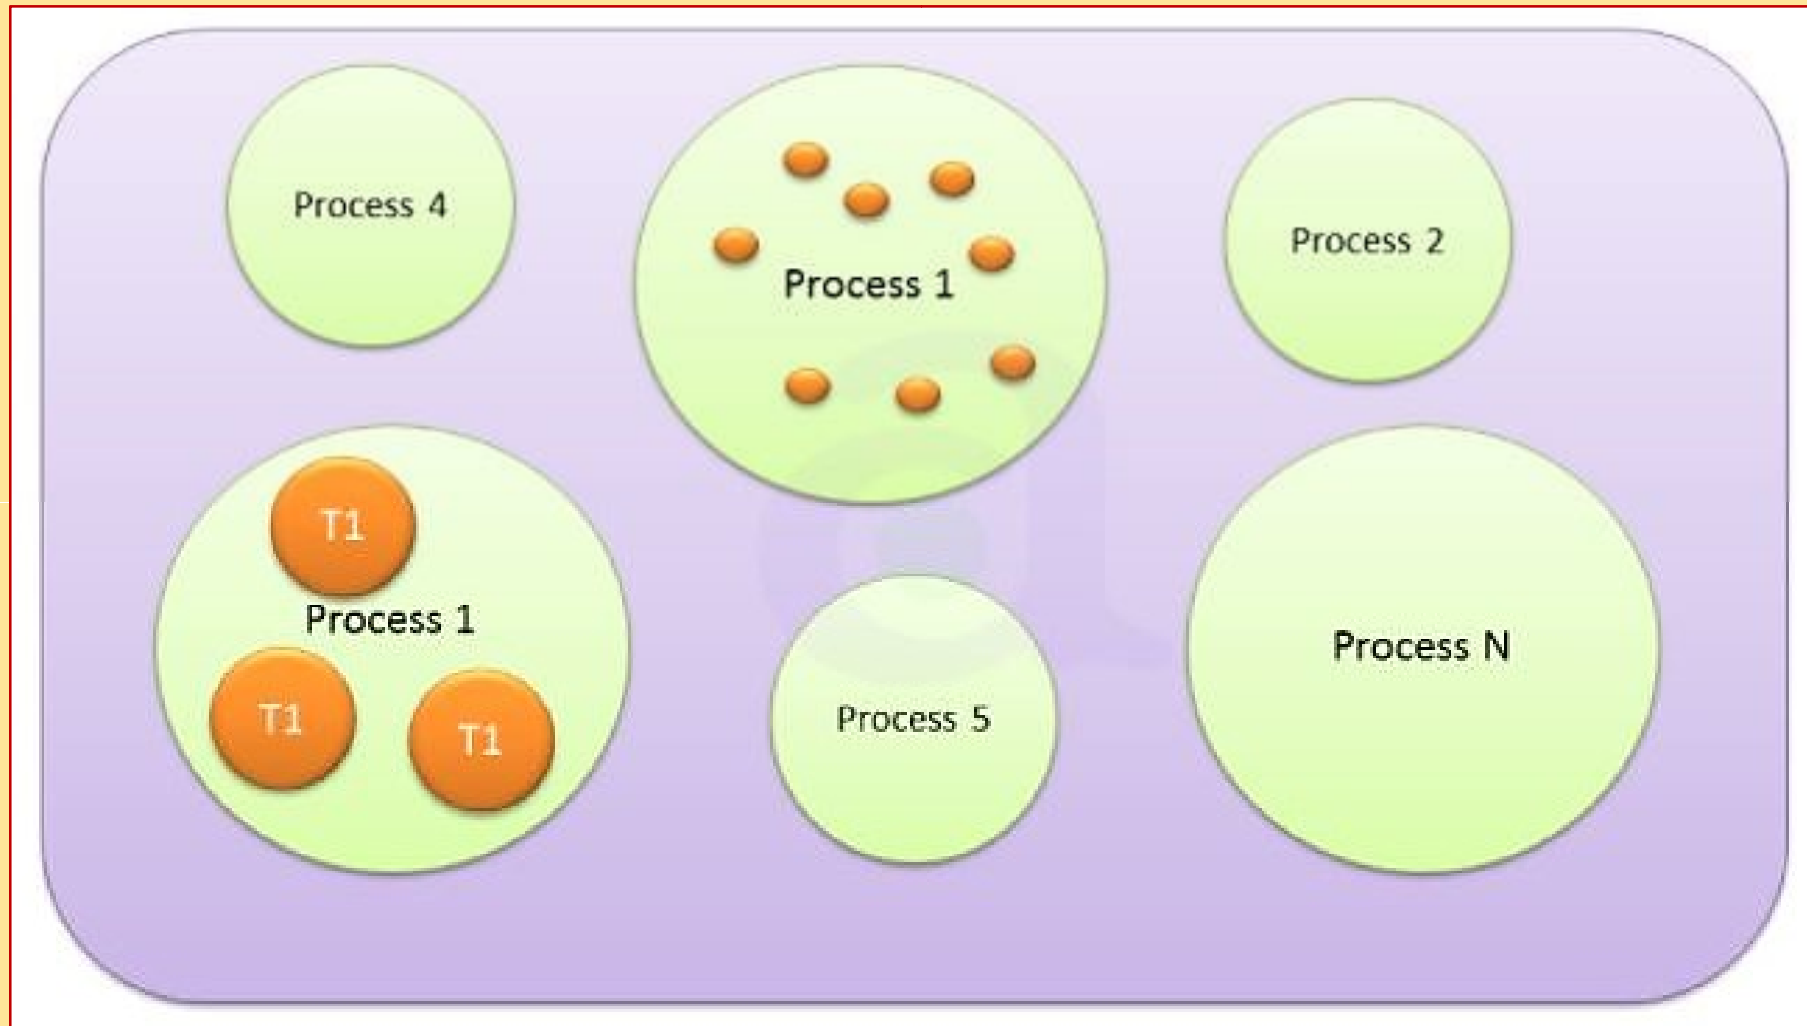 Process 4
Process 1
Process 2
T1
Process 1
T1
T1
Process 5
Process N